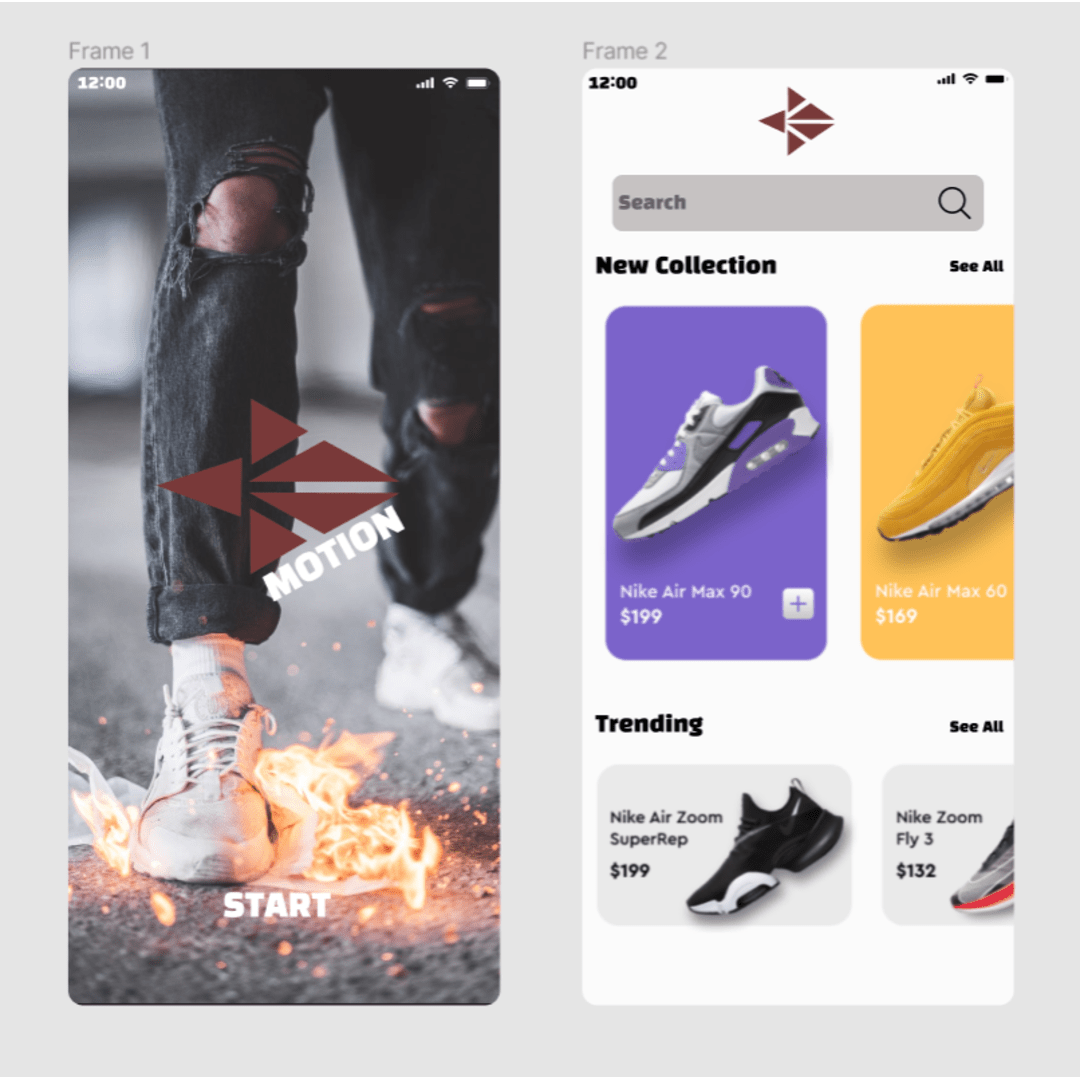 Frame 1
12:00
MOTION
START
Frame 2
12:00
Search
New Collection
See All
Nike Air Max 90
$199
Nike Air Max 60
$169
Trending
See All
Nike Air Zoom
SuperRep
$199
Nike Zoom
Fly 3
$132